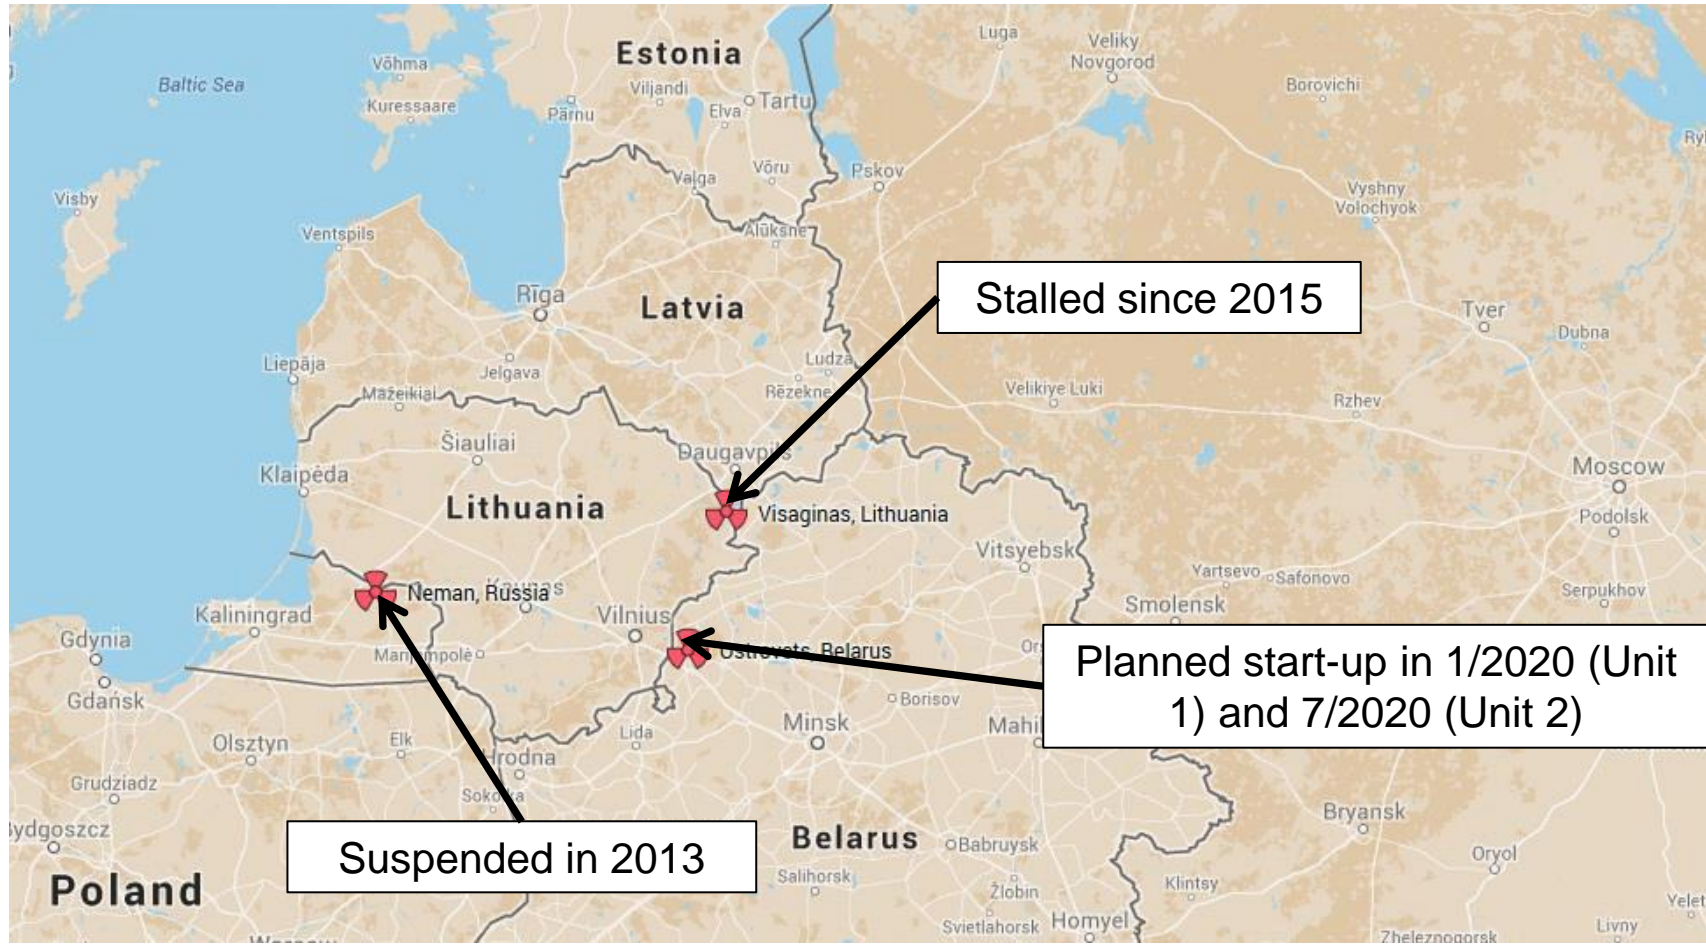 Estonia
Luga
Veliky
Novgorod
Võhma
Baltic Sea
Viljandi
Borovichi
Kuressaare
Elva
Tartu
Pärnu
Võru
Pskov
Valga
Vyshny
Volochyok
Visby
Ventspils
Alūksne
Stalled since 2015
Rīga
Latvia
Tver
Dubna
Liepāja
Jelgava
Ludza
Rēzekne
Mažeikiai
Velikiye Luki
Rzhev
Šiauliai
Daugavpils
Klaipėda
Moscow
Lithuania
Visaginas, Lithuania
Podolsk
Vitsyebsk
Neman, Russia
Kaunas
Yartsevo
Safonovo
Serpukhov
Kaliningrad
Vilnius
Smolensk
Gdynia
Marijampolė
Ostrovets, Belarus
Planned start-up in 1/2020 (Unit
1) and 7/2020 (Unit 2)
Gdańsk
Borisov
Minsk
Olsztyn
Elk
Lida
Hrodna
Grudziadz
Sokolka
Bryansk
Belarus
Babruysk
Suspended in 2013
Oryol
Poland
Salihorsk
Žlobin
Klintsy
Svietlahorsk
Homyel
Livny
Zheleznogorsk